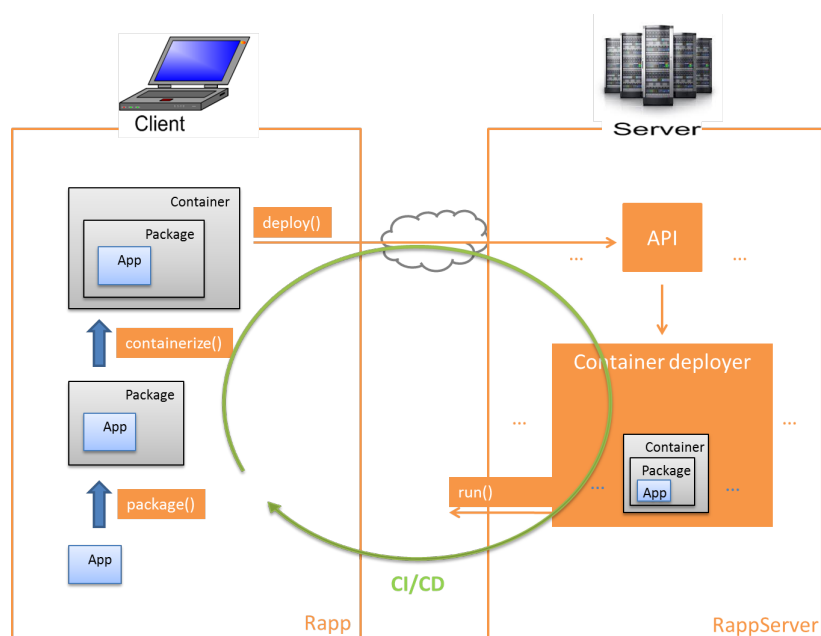 Client
Server
Container
Package
App
deploy()
API
...
...
containerize()
Container deployer
Package
App
...
...
Container
Package
App
...
...
run()
package()
App
CI/CD
Rapp
RappServer